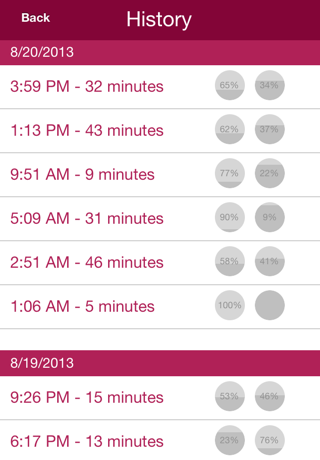 Back History
8/20/2013
3:59 PM - 32 minutes 65% 34%
1:13 PM - 43 minutes 62% 37%
9:51 AM - 9 minutes 77% 22%
5:09 AM - 31 minutes 90% 9%
2:51 AM - 46 minutes 58% 41%
1:06 AM - 5 minutes 100%
8/19/2013
9:26 PM - 15 minutes 53% 46%
6:17 PM - 13 minutes 23% 76%